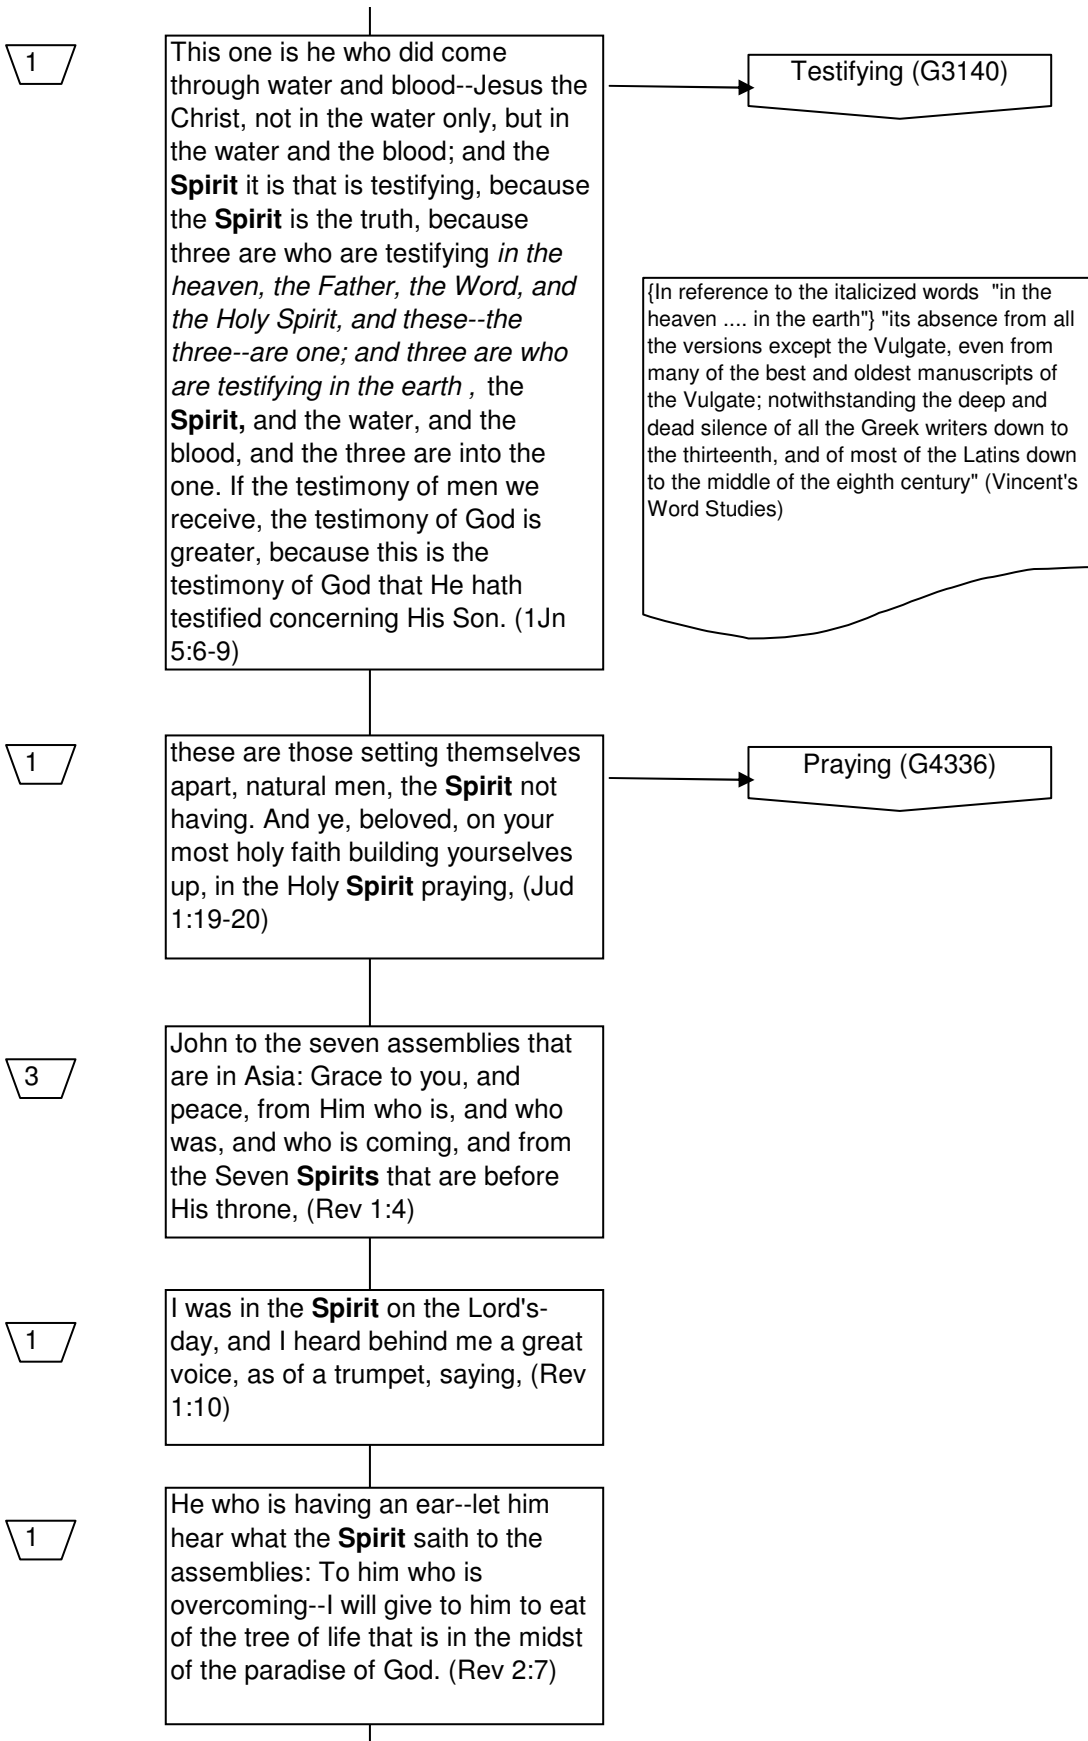 1
This one is he who did come
through water and blood--Jesus the
Christ, not in the water only, but in
the water and the blood; and the
Spirit it is that is testifying, because
the Spirit is the truth, because
three are who are testifying in the
heaven, the Father, the Word, and
the Holy Spirit, and these--the
three--are one; and three are who
are testifying in the earth , the
Spirit, and the water, and the
blood, and the three are into the
one. If the testimony of men we
receive, the testimony of God is
greater, because this is the
testimony of God that He hath
testified concerning His Son. (1Jn
5:6-9)
Testifying (G3140)
{In reference to the italicized words "in the
heaven .... in the earth"} "its absence from all
the versions except the Vulgate, even from
many of the best and oldest manuscripts of
the Vulgate; notwithstanding the deep and
dead silence of all the Greek writers down to
the thirteenth, and of most of the Latins down
to the middle of the eighth century" (Vincent's
Word Studies)
1
these are those setting themselves
apart, natural men, the Spirit not
having. And ye, beloved, on your
most holy faith building yourselves
up, in the Holy Spirit praying, (Jud
1:19-20)
Praying (G4336)
3
John to the seven assemblies that
are in Asia: Grace to you, and
peace, from Him who is, and who
was, and who is coming, and from
the Seven Spirits that are before
His throne, (Rev 1:4)
1
I was in the Spirit on the Lord's-
day, and I heard behind me a great
voice, as of a trumpet, saying, (Rev
1:10)
1
He who is having an ear--let him
hear what the Spirit saith to the
assemblies: To him who is
overcoming--I will give to him to eat
of the tree of life that is in the midst
of the paradise of God. (Rev 2:7)